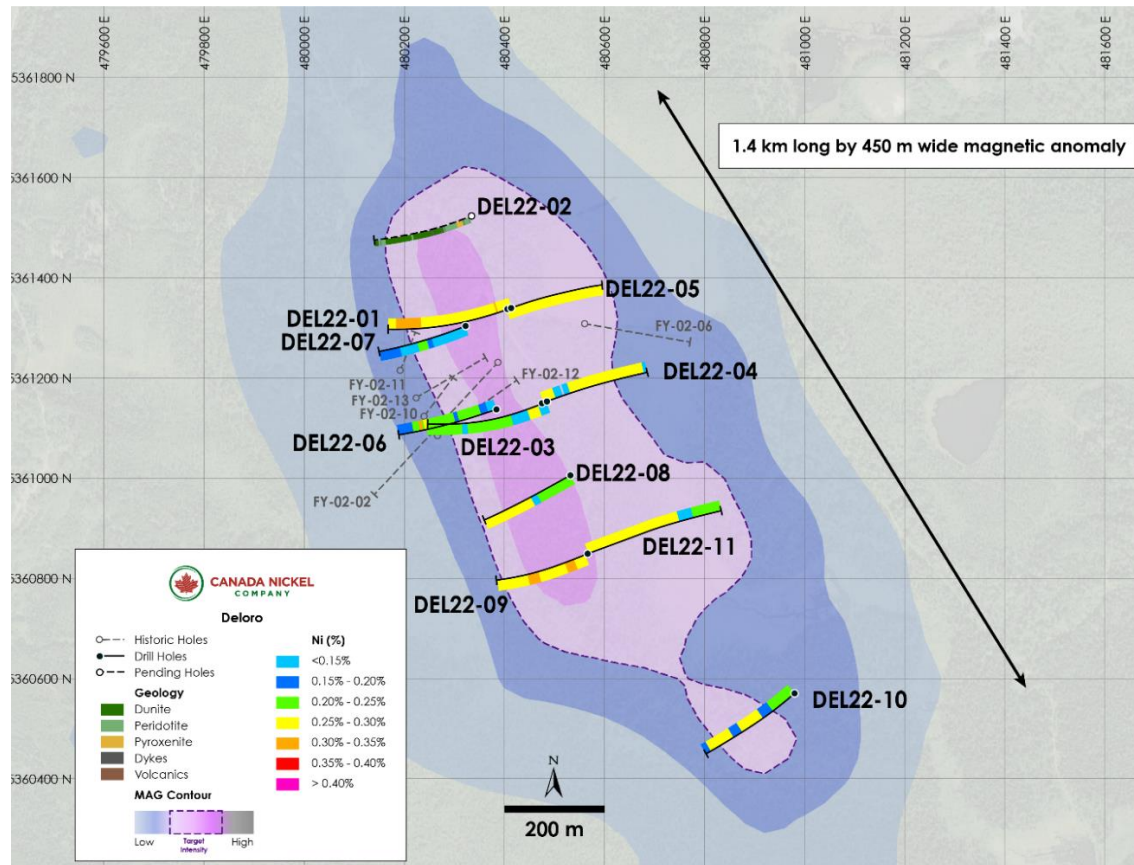 479600 E
479800 E
480000 E
480200 E
480400 E
480600 E
480800 E
481000 E
481200 E
481400 E
481600 E
5361800 N
1.4 km long by 450 m wide magnetic anomaly
5361600 N
DEL22-02
5361400 N
DEL22-05
DEL22-01
FY-02-06
DEL22-07
5361200 N
FY-02-11
FY-02-12
DEL22-04
FY-02-13
FY-02-10
DEL22-06
DEL22-03
DEL22-08
5361000 N
FY-02-02
DEL22-11
5360800 N
DEL22-09
5360600 N
DEL22-10
5360400 N
CANADA NICKEL
COMPANY
Deloro
Historic Holes
Drill Holes
Pending Holes
Geology
Dunite
Peridotite
Pyroxenite
Dykes
Volcanics
MAG Contour
Low
Target
Intensity
High
Ni (%)
<0.15%
0.15% - 0.20%
0.20% - 0.25%
0.25% - 0.30%
0.30% - 0.35%
0.35% - 0.40%
> 0.40%
N
200 m